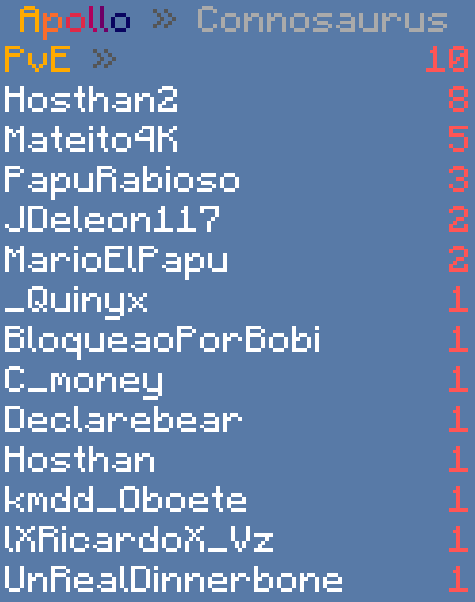 Apollo » Connosaurus
PvE » 10
Hosthan2 8
Mateito4K 5
PapuRabioso 3
JDeleon117 2
MarioElPapu 2
_Quinyx 1
BloqueaoPorBobi 1
C_money 1
Declarebear 1
Hosthan 1
kmdd_Oboete 1
lXRicardoX_Vz 1
UnRealDinnerbone 1